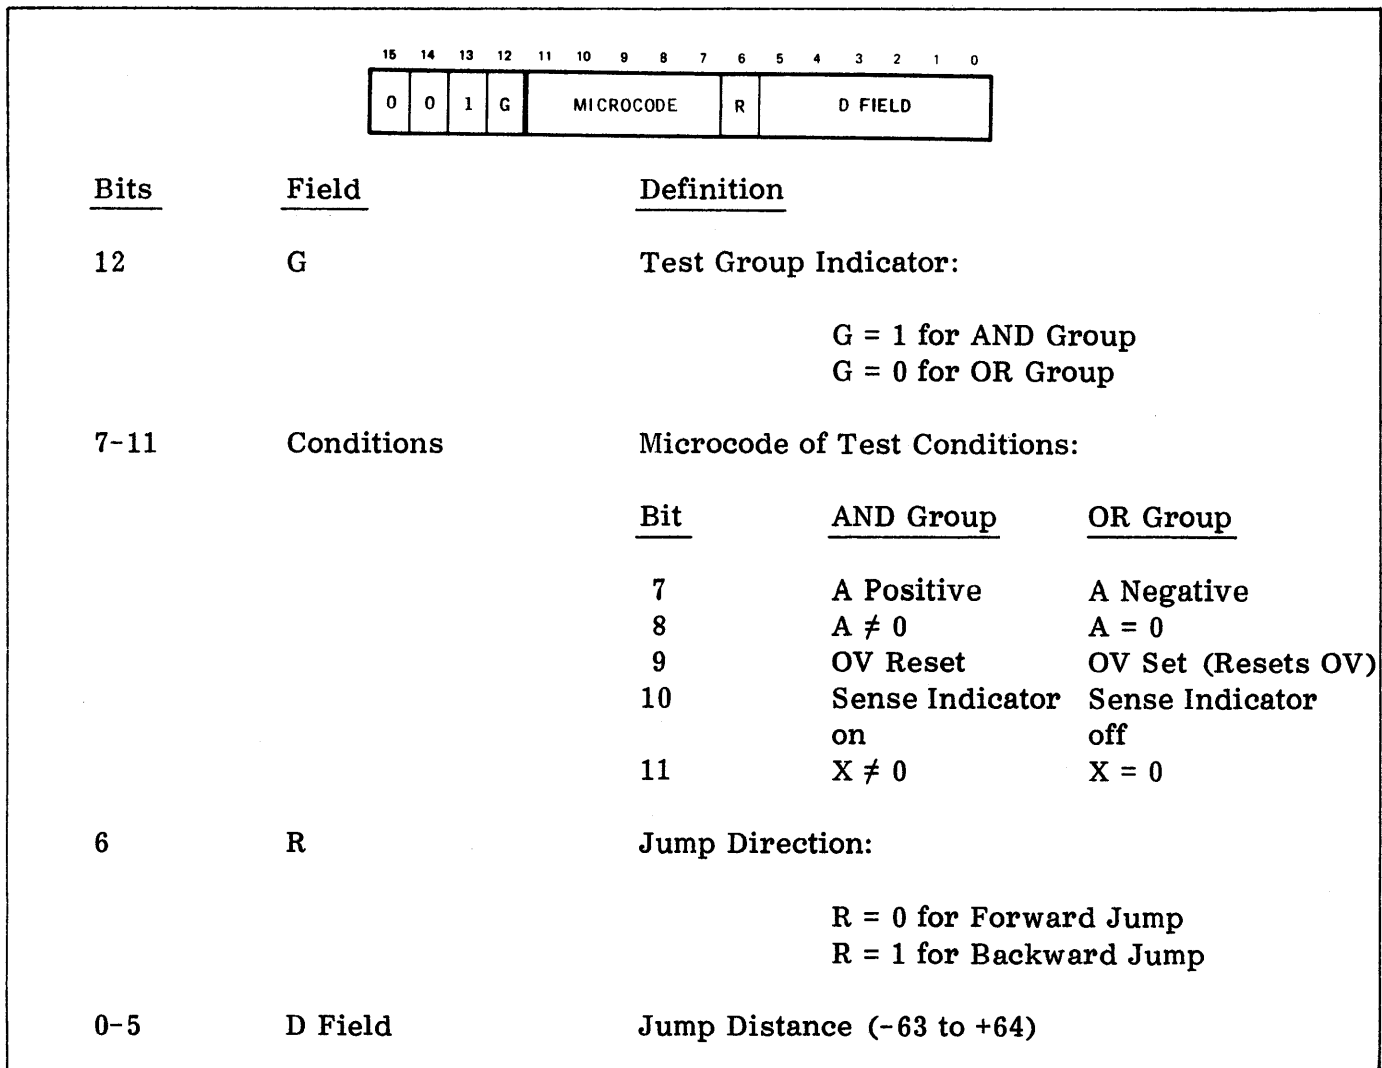 15 14 13 12 11 10 9 8 7 6 5 4 3 2 1 0
0 0 1 G MICROCODE R D FIELD
Bits Field Definition
12 G Test Group Indicator:
G = 1 for AND Group
G = 0 for OR Group
7-11 Conditions Microcode of Test Conditions:
Bit AND Group OR Group
7 A Positive A Negative
8 A ≠ 0 A = 0
9 OV Reset OV Set (Resets OV)
10 Sense Indicator Sense Indicator
on off
11 X ≠ 0 X = 0
6 R Jump Direction:
R = 0 for Forward Jump
R = 1 for Backward Jump
0-5 D Field Jump Distance (-63 to +64)